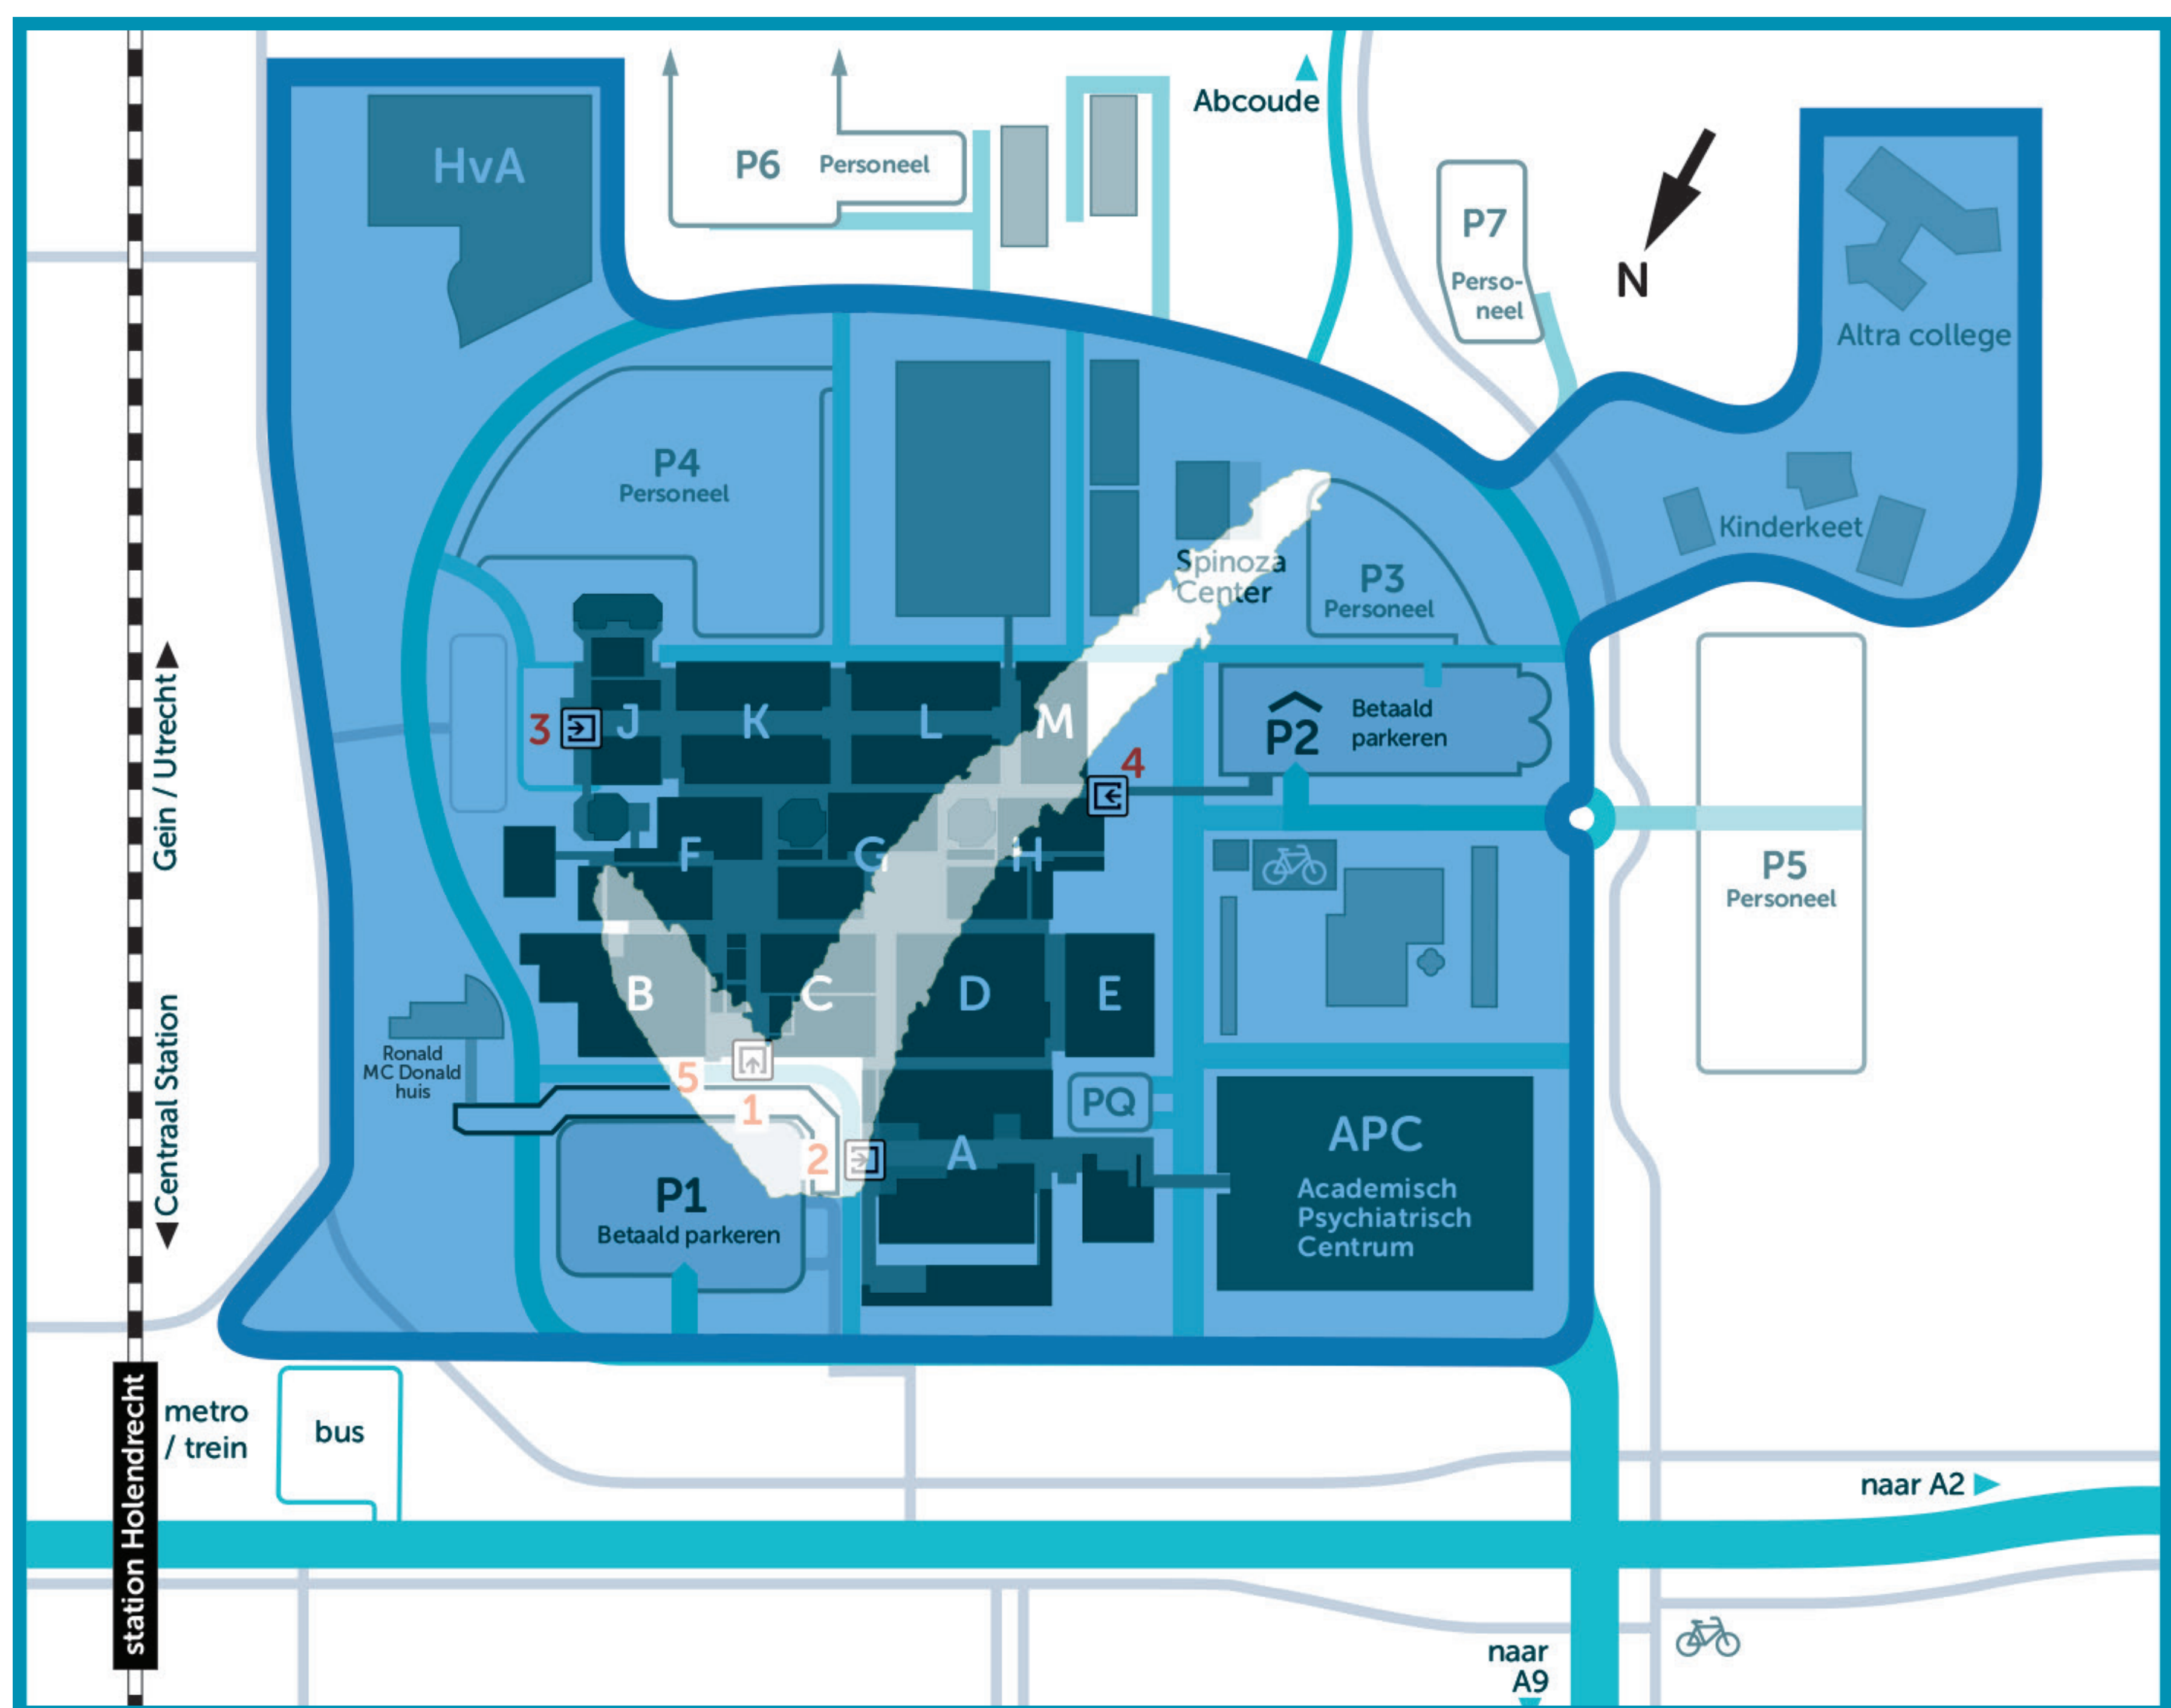 HvA
P6 Personeel
Abcoude
P7
Perso-
neel
N
Altra college
P4
Personeel
Spinoza
Center
P3
Personeel
Kinderkeet
Gein / Utrecht
3
J
K
L
M
4
P2
Betaald
parkeren
F
G
H
P5
Personeel
Centraal Station
B
C
D
E
Ronald
MC Donald
huis
5
1
2
A
PQ
APC
Academisch
Psychiatrisch
Centrum
P1
Betaald parkeren
station Holendrecht
metro
/ trein
bus
naar A2
naar
A9